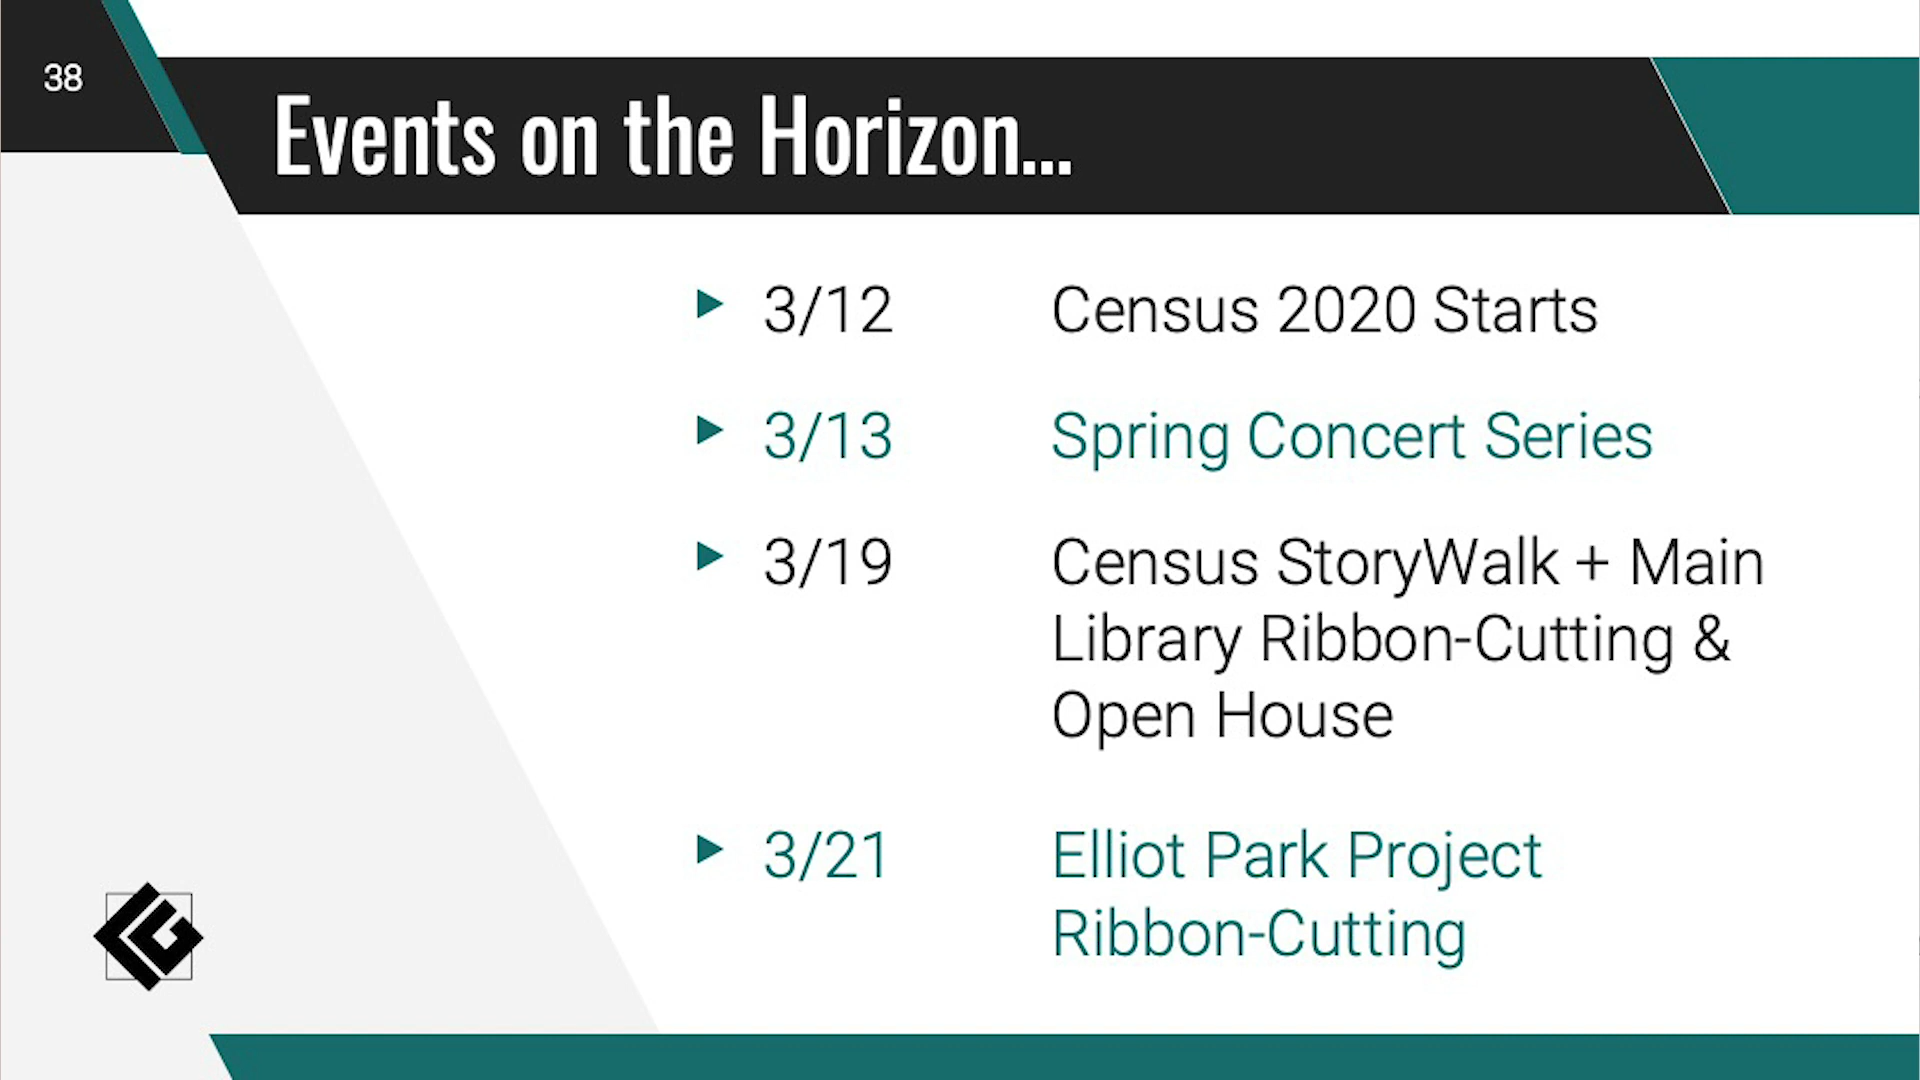 38
Events on the Horizon...
3/12 Census 2020 Starts
3/13 Spring Concert Series
3/19 Census StoryWalk + Main
Library Ribbon-Cutting &
Open House
3/21 Elliot Park Project
Ribbon-Cutting